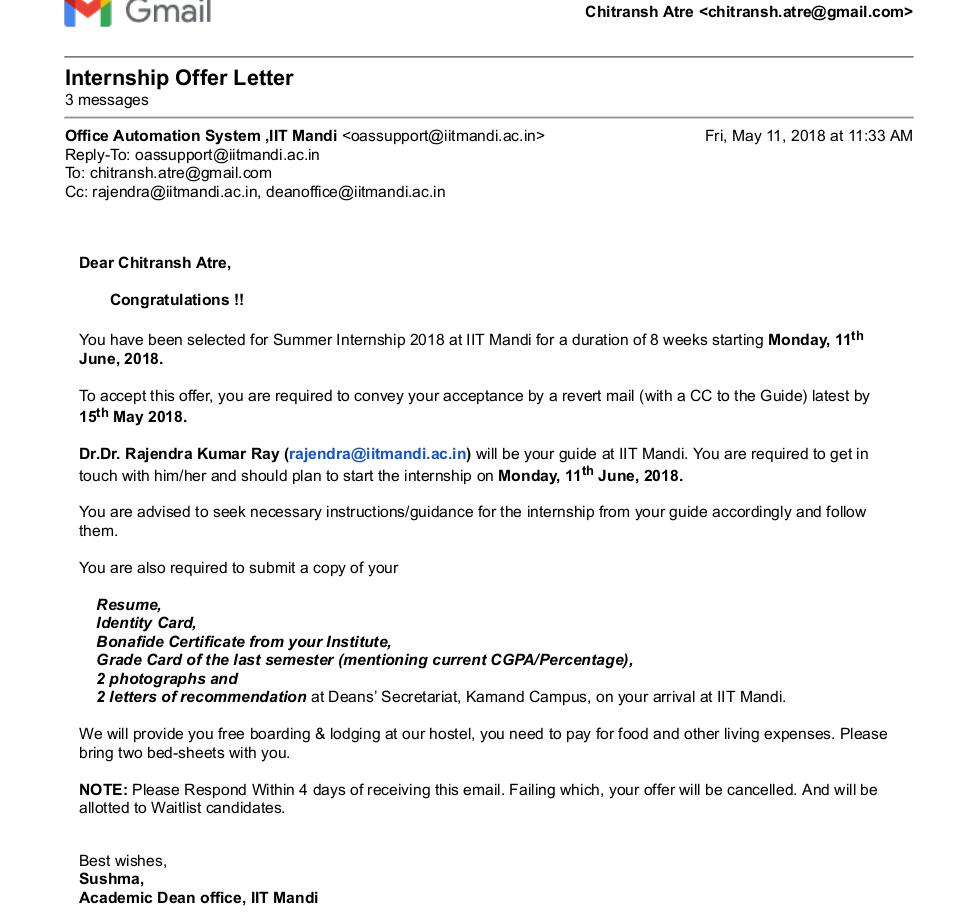 Gmail
Chitransh Atre <chitransh.atre@gmail.com>
Internship Offer Letter
3 messages
Office Automation System ,IIT Mandi <oassupport@iitmandi.ac.in>
Fri, May 11, 2018 at 11:33 AM
Reply-To: oassupport@iitmandi.ac.in
To: chitransh.atre@gmail.com
Cc: rajendra@iitmandi.ac.in, deanoffice@iitmandi.ac.in
Dear Chitransh Atre,
Congratulations !!
You have been selected for Summer Internship 2018 at IIT Mandi for a duration of 8 weeks starting Monday, 11th
June, 2018.
To accept this offer, you are required to convey your acceptance by a revert mail (with a CC to the Guide) latest by
15th May 2018.
Dr.Dr. Rajendra Kumar Ray (rajendra@iitmandi.ac.in) will be your guide at IIT Mandi. You are required to get in
touch with him/her and should plan to start the internship on Monday, 11th June, 2018.
You are advised to seek necessary instructions/guidance for the internship from your guide accordingly and follow
them.
You are also required to submit a copy of your
Resume,
Identity Card,
Bonafide Certificate from your Institute,
Grade Card of the last semester (mentioning current CGPA/Percentage),
2 photographs and
2 letters of recommendation at Deans’ Secretariat, Kamand Campus, on your arrival at IIT Mandi.
We will provide you free boarding & lodging at our hostel, you need to pay for food and other living expenses. Please
bring two bed-sheets with you.
NOTE: Please Respond Within 4 days of receiving this email. Failing which, your offer will be cancelled. And will be
allotted to Waitlist candidates.
Best wishes,
Sushma,
Academic Dean office, IIT Mandi